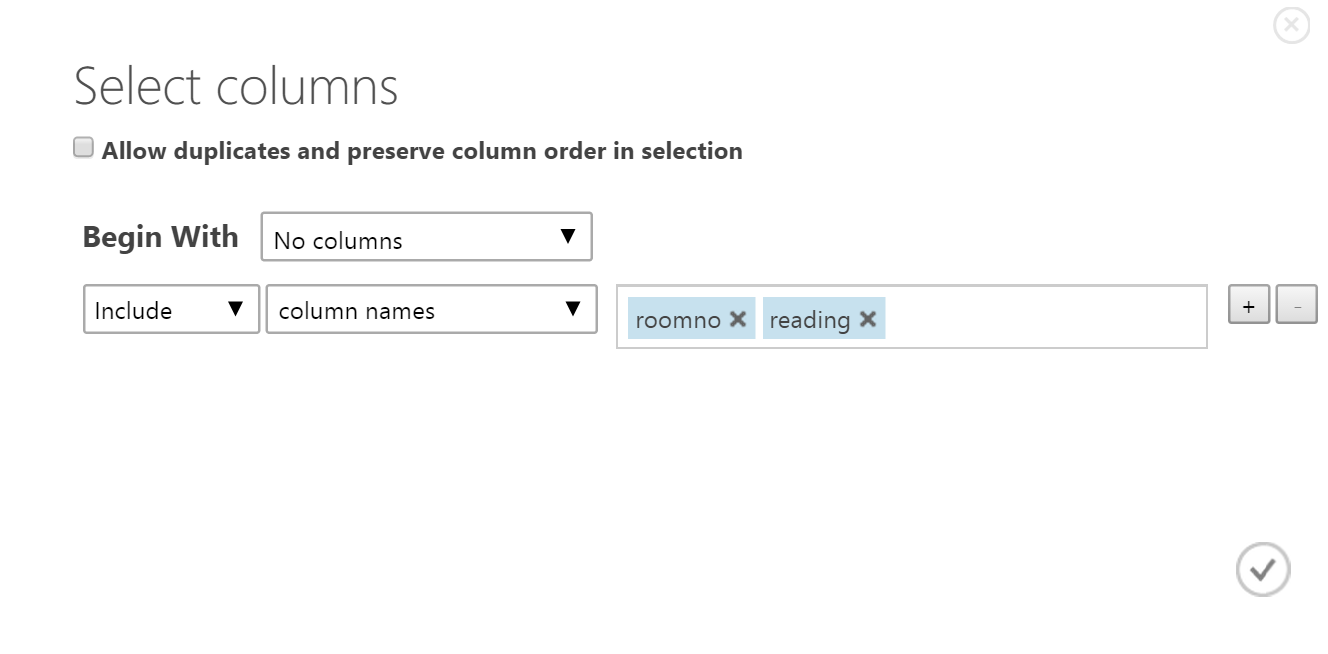 Select columns
Allow duplicates and preserve column order in selection
Begin With No columns
Include column names roomno reading + -